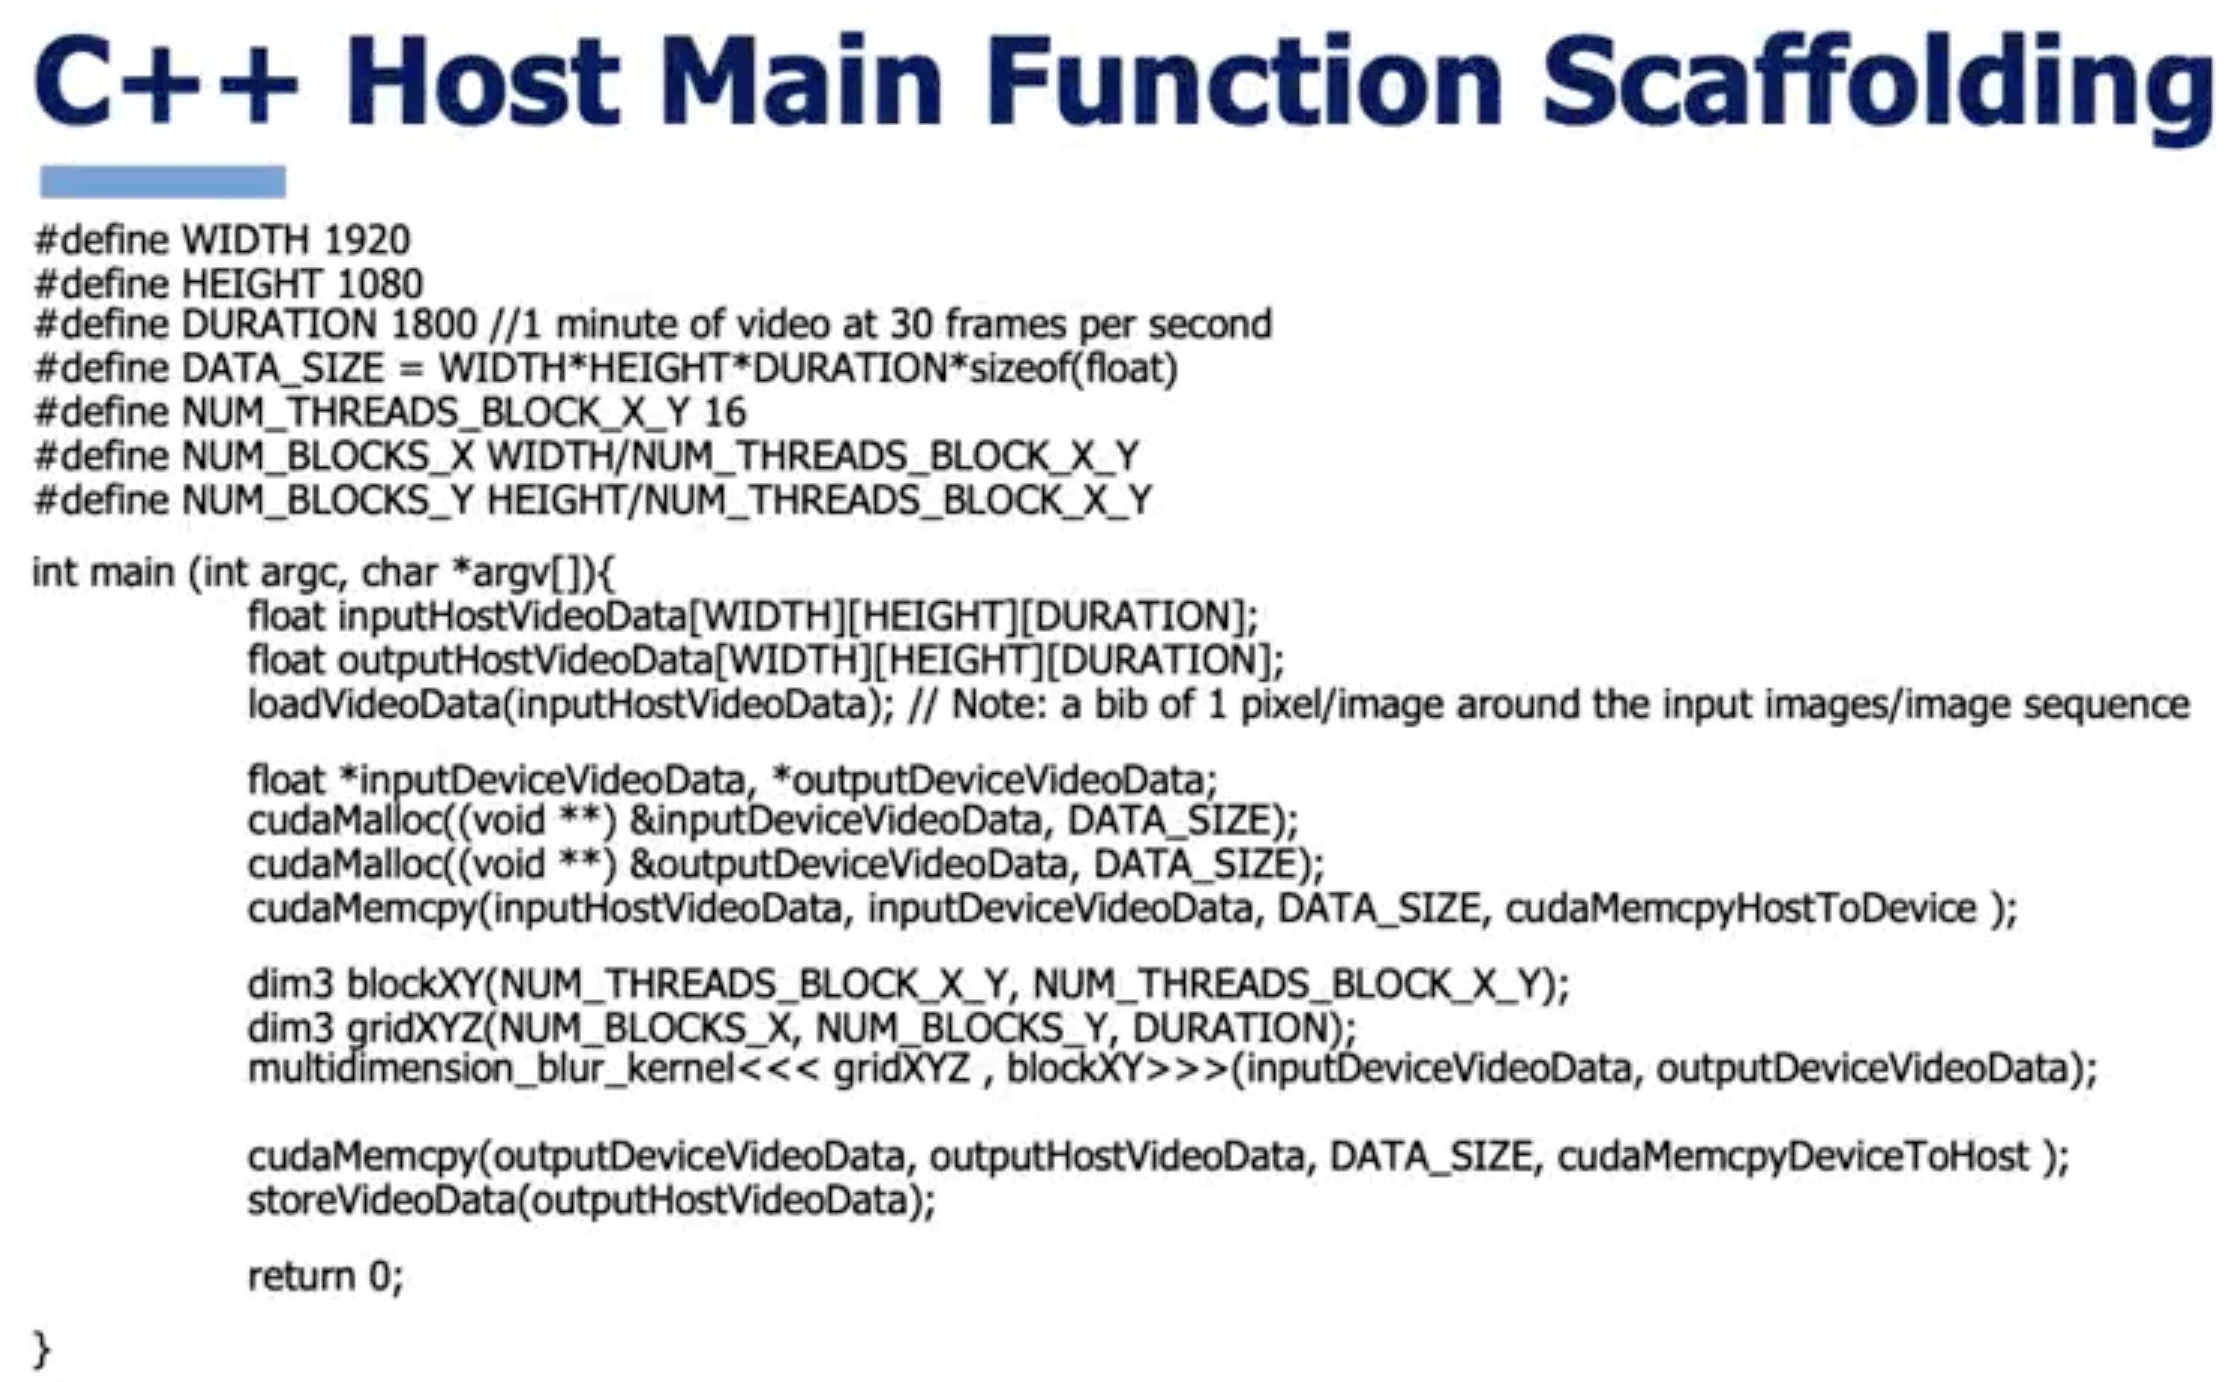 C++ Host Main Function Scaffolding
#define WIDTH 1920
#define HEIGHT 1080
#define DURATION 1800 //1 minute of video at 30 frames per second
#define DATA_SIZE = WIDTH*HEIGHT*DURATION*sizeof(float)
#define NUM_THREADS_BLOCK_X_Y 16
#define NUM_BLOCKS_X WIDTH/NUM_THREADS_BLOCK_X_Y
#define NUM_BLOCKS_Y HEIGHT/NUM_THREADS_BLOCK_X_Y
int main (int argc, char *argv[]){
float inputHostVideoData[WIDTH][HEIGHT][DURATION];
float outputHostVideoData[WIDTH][HEIGHT][DURATION];
loadVideoData(inputHostVideoData); // Note: a bib of 1 pixel/image around the input images/image sequence
float *inputDeviceVideoData, *outputDeviceVideoData;
cudaMalloc((void **) &inputDeviceVideoData, DATA_SIZE);
cudaMalloc((void **) &outputDeviceVideoData, DATA_SIZE);
cudaMemcpy(inputHostVideoData, inputDeviceVideoData, DATA_SIZE, cudaMemcpyHostToDevice );
dim3 blockXY(NUM_THREADS_BLOCK_X_Y, NUM_THREADS_BLOCK_X_Y);
dim3 gridXYZ(NUM_BLOCKS_X, NUM_BLOCKS_Y, DURATION);
multidimension_blur_kernel<<< gridXYZ , blockXY>>>(inputDeviceVideoData, outputDeviceVideoData);
cudaMemcpy(outputDeviceVideoData, outputHostVideoData, DATA_SIZE, cudaMemcpyDeviceToHost );
storeVideoData(outputHostVideoData);
return 0;
}